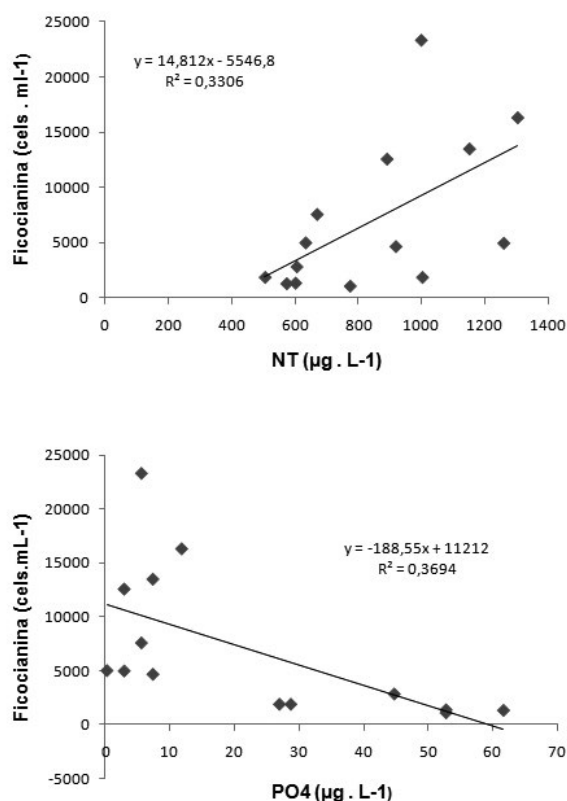 25000
20000
15000
10000
5000
0
Ficocianina (cels . ml-1)
y = 14,812x - 5546,8
R² = 0,3306
0 200 400 600 800 1000 1200 1400
NT (µg . L-1)
25000
20000
15000
10000
5000
0
-5000
Ficocianina (cels.mL-1)
y = -188,55x + 11212
R² = 0,3694
0 10 20 30 40 50 60 70
PO4 (µg . L-1)